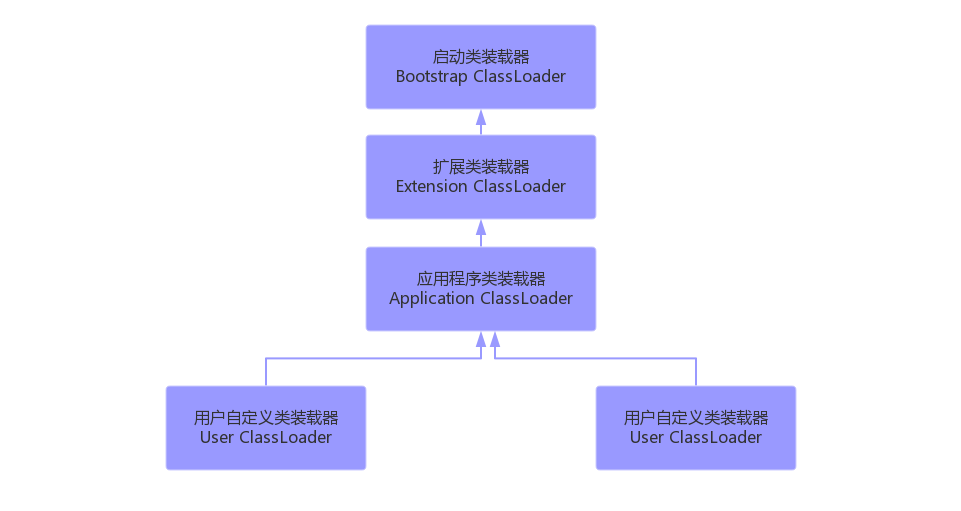 启动类装载器
Bootstrap ClassLoader
扩展类装载器
Extension ClassLoader
应用程序类装载器
Application ClassLoader
用户自定义类装载器
User ClassLoader
用户自定义类装载器
User ClassLoader